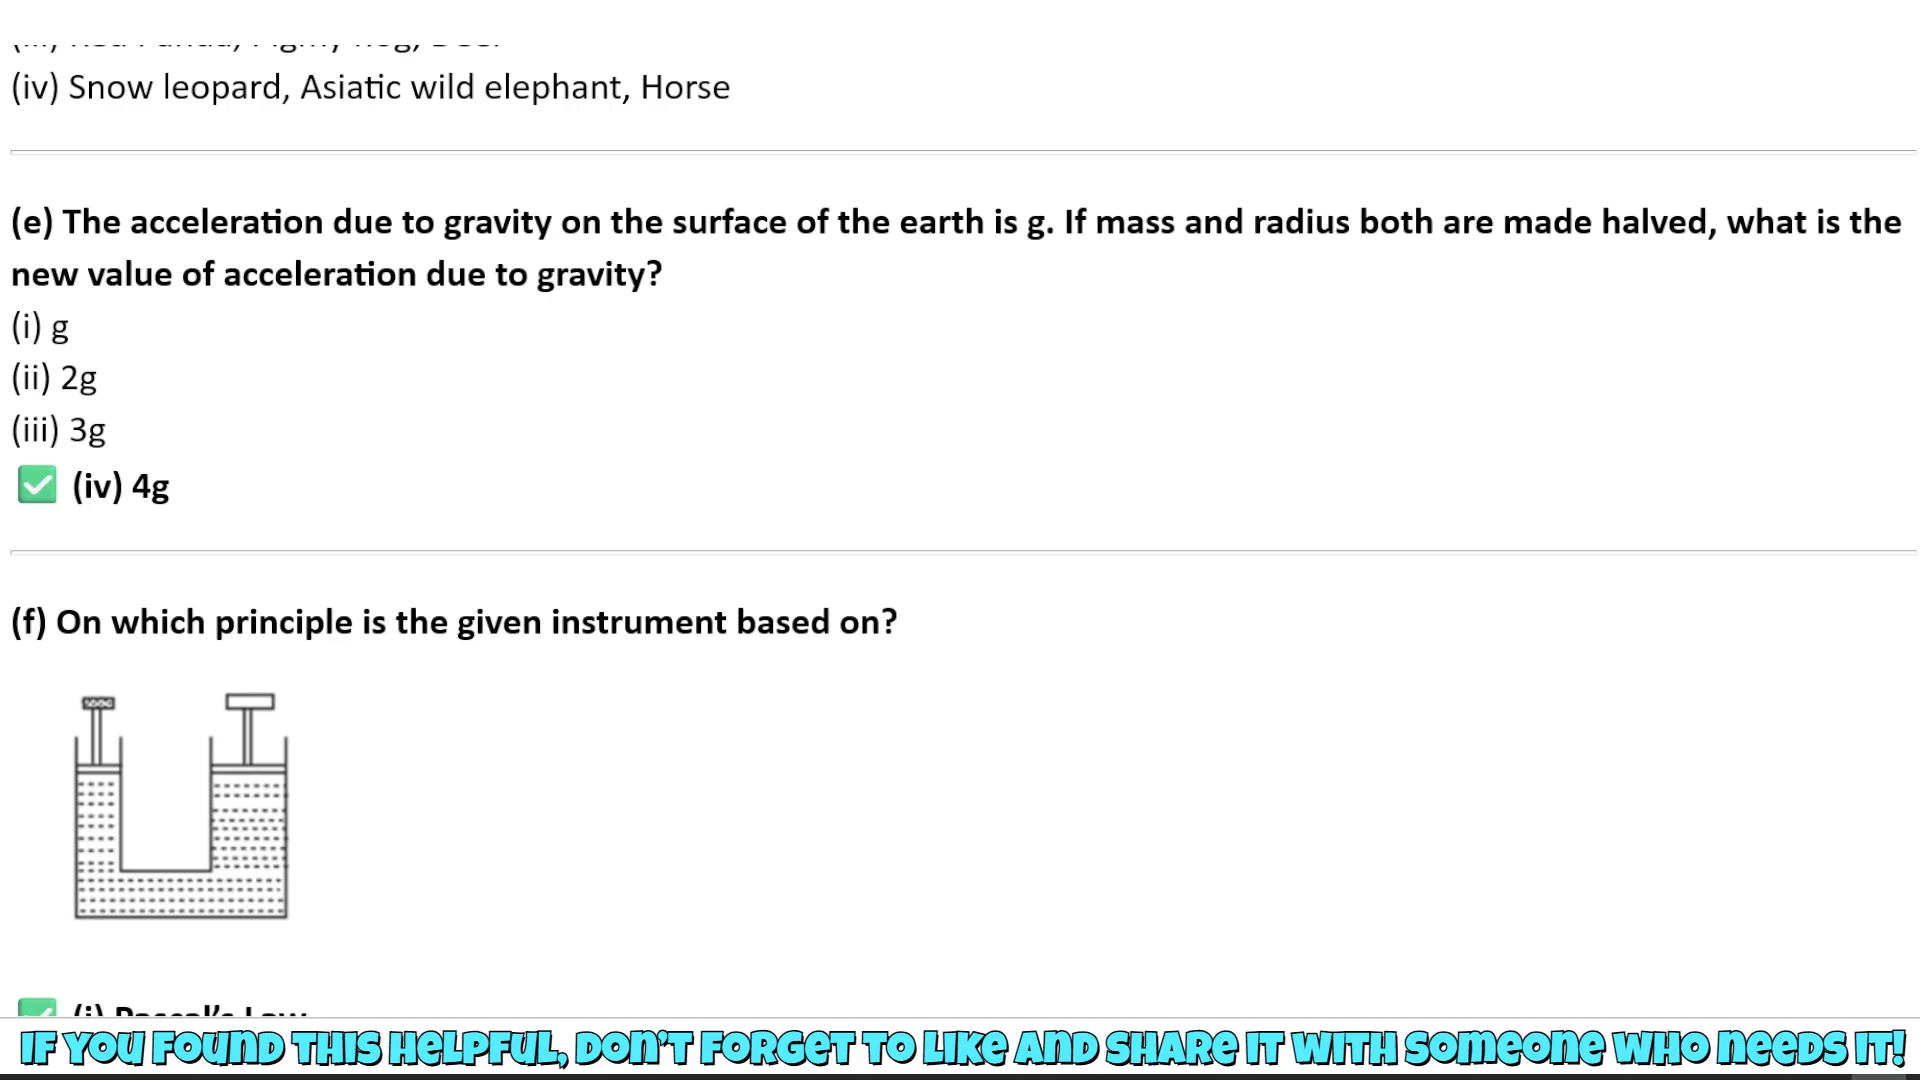 (iv) Snow leopard, Asiatic wild elephant, Horse
(e) The acceleration due to gravity on the surface of the earth is g. If mass and radius both are made halved, what is the
new value of acceleration due to gravity?
(i) g
(ii) 2g
(iii) 3g
(iv) 4g
(f) On which principle is the given instrument based on?
(i) Pascal's Law
IF YOU FOUND THIS HELPFUL, DON'T FORGET TO LIKE AND SHARE IT WITH SOMEONE WHO NEEDS IT!